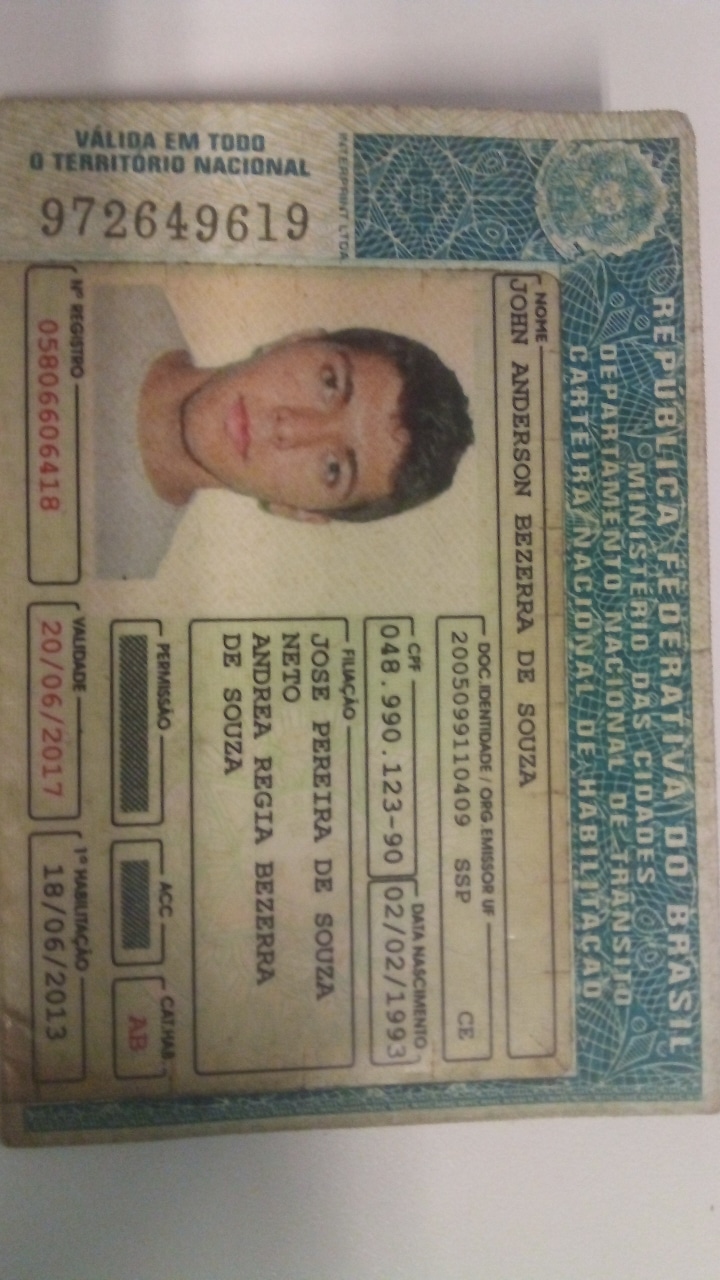 REPÚBLICA FEDERATIVA DO BRASIL
MINISTÉRIO DAS CIDADES
DEPARTAMENTO NACIONAL DE TRÂNSITO
CARTEIRA NACIONAL DE HABILITAÇÃO
NOME
JOHN ANDERSON BEZERRA DE SOUZA
DOC. IDENTIDADE / ORG. EMISSOR UF
2005099110409 SSP CE
CPF
048.990.123-90
DATA NASCIMENTO
02/02/1993
FILIAÇÃO
JOSE PEREIRA DE SOUZA
NETO
ANDREA REGIA BEZERRA
DE SOUZA
PERMISSÃO
ACC
CAT.HAB.
AB
Nº REGISTRO
05806606418
VALIDADE
20/06/2017
1ª HABILITAÇÃO
18/06/2013
VÁLIDA EM TODO
O TERRITÓRIO NACIONAL
972649619
INTERPRINT LTDA